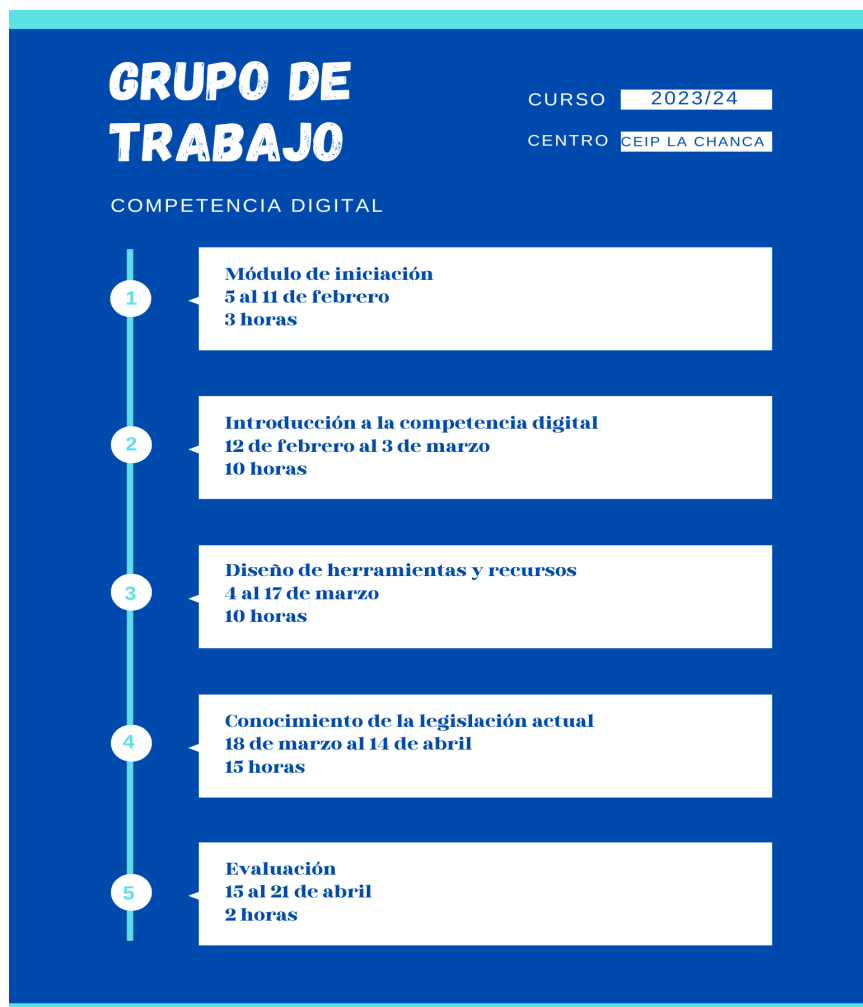 GRUPO DE
TRABAJO
CURSO 2023/24
CENTRO CEIP LA CHANCA
COMPETENCIA DIGITAL
1
Módulo de iniciación
5 al 11 de febrero
3 horas
2
Introducción a la competencia digital
12 de febrero al 3 de marzo
10 horas
3
Diseño de herramientas y recursos
4 al 17 de marzo
10 horas
4
Conocimiento de la legislación actual
18 de marzo al 14 de abril
15 horas
5
Evaluación
15 al 21 de abril
2 horas